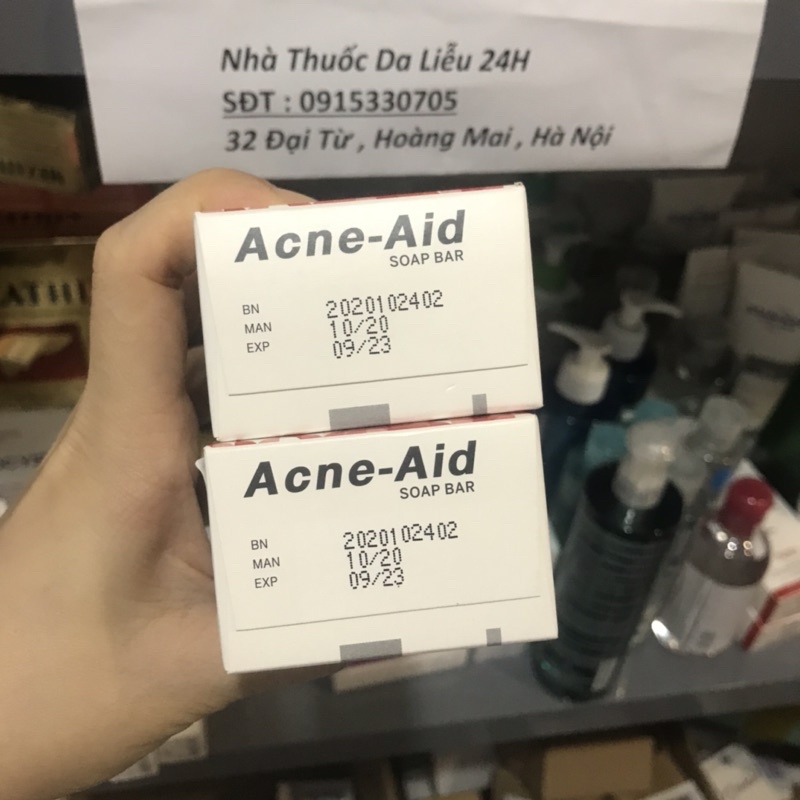 Nhà Thuốc Da Liễu 24H
SĐT : 0915330705
32 Đại Từ , Hoàng Mai , Hà Nội
Acne-Aid
SOAP BAR
BN 2020102402
MAN 10/20
EXP 09/23
Acne-Aid
SOAP BAR
BN 2020102402
MAN 10/20
EXP 09/23